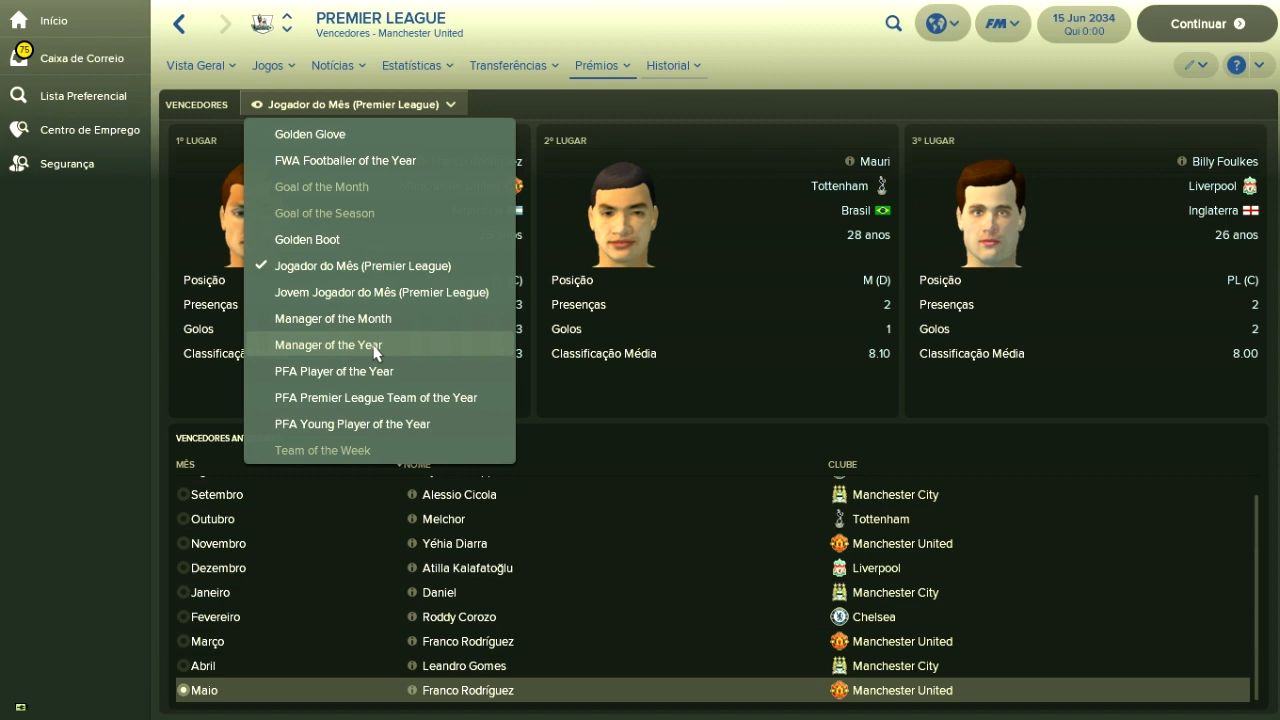 Início
75
Caixa de Correio
Lista Preferencial
Centro de Emprego
Segurança
PREMIER LEAGUE
Vencedores - Manchester United
FM
15 Jun 2034
Qui 0:00
Continuar
Vista Geral
Jogos
Notícias
Estatísticas
Transferências
Prémios
Historial
?
VENCEDORES
Jogador do Mês (Premier League)
Golden Glove
FWA Footballer of the Year
Goal of the Month
Goal of the Season
Golden Boot
Jogador do Mês (Premier League)
Jovem Jogador do Mês (Premier League)
Manager of the Month
Manager of the Year
PFA Player of the Year
PFA Premier League Team of the Year
PFA Young Player of the Year
Team of the Week
1º LUGAR
Posição
Presenças
Golos
2º LUGAR
Mauri
Tottenham
Brasil
28 anos
Posição M (D)
Presenças 2
Golos 1
Classificação Média 8.10
3º LUGAR
Billy Foulkes
Liverpool
Inglaterra
26 anos
Posição PL (C)
Presenças 2
Golos 2
Classificação Média 8.00
MÊS NOME CLUBE
Setembro Alessio Cicola Manchester City
Outubro Melchor Tottenham
Novembro Yéhia Diarra Manchester United
Dezembro Atilla Kalafatoğlu Liverpool
Janeiro Daniel Manchester City
Fevereiro Roddy Corozo Chelsea
Março Franco Rodríguez Manchester United
Abril Leandro Gomes Manchester City
Maio Franco Rodríguez Manchester United